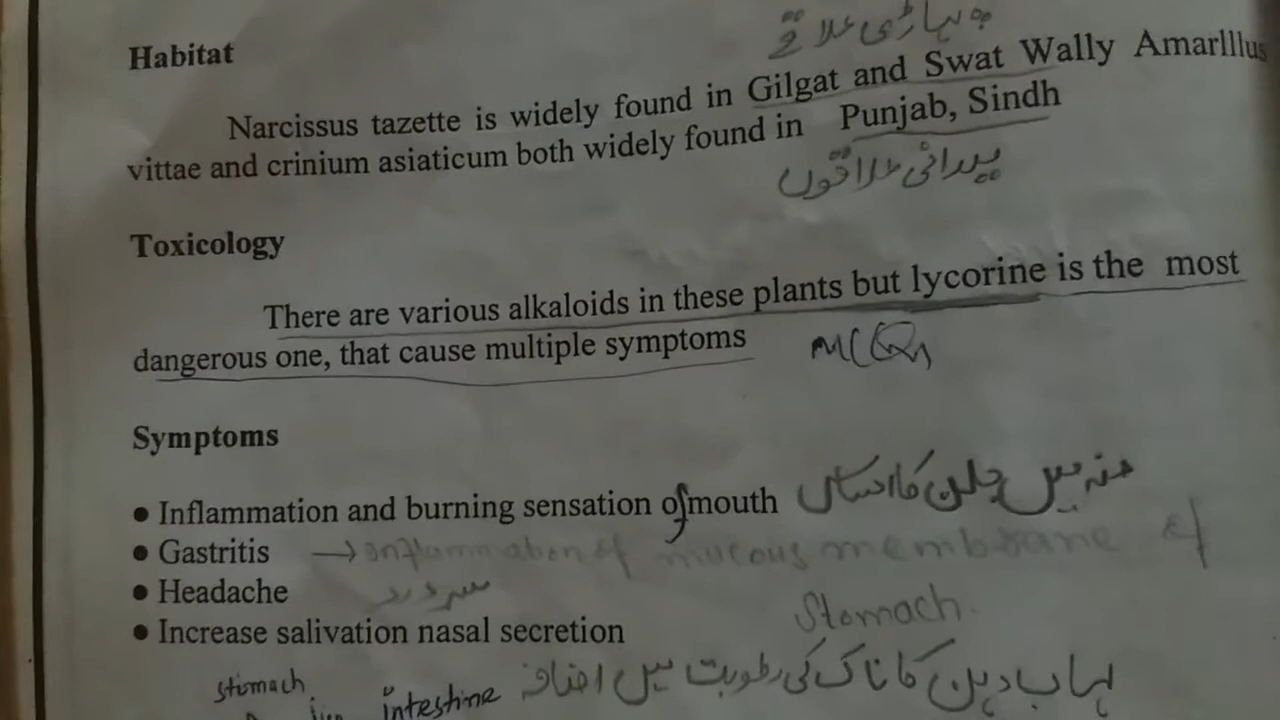 پہاڑی علاقے
Habitat
Narcissus tazette is widely found in Gilgat and Swat Wally Amarlllus
vittae and crinium asiaticum both widely found in Punjab, Sindh
میدانی علاقوں
Toxicology
There are various alkaloids in these plants but lycorine is the most
dangerous one, that cause multiple symptoms MCQs
Symptoms
● Inflammation and burning sensation of mouth منہ میں جلن کا احساس
● Gastritis → inflammation of mucous membrane of
● Headache سر درد
stomach.
● Increase salivation nasal secretion
لہاب دہن کا ناک کی رطوبت میں اضافہ
stomach. intestine